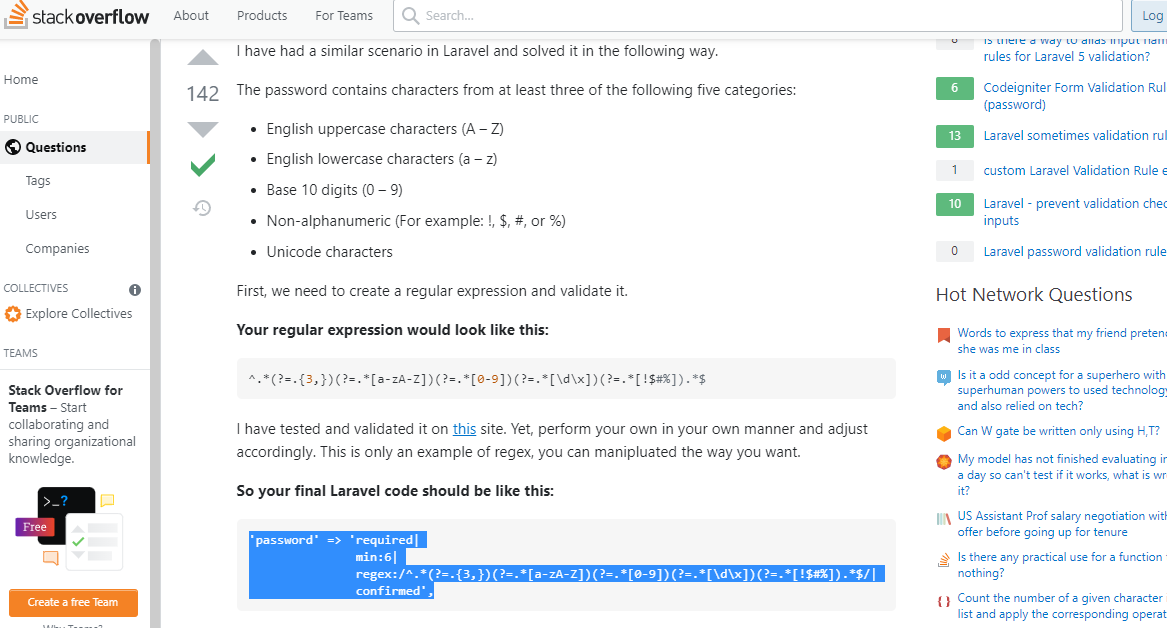 stack overflow
About
Products
For Teams
Search...
Log
Home
PUBLIC
Questions
Tags
Users
Companies
COLLECTIVES
Explore Collectives
TEAMS
Stack Overflow for
Teams – Start
collaborating and
sharing organizational
knowledge.
>_?
Free
Create a free Team
Why Teams?
142
I have had a similar scenario in Laravel and solved it in the following way.
The password contains characters from at least three of the following five categories:
• English uppercase characters (A – Z)
• English lowercase characters (a – z)
• Base 10 digits (0 – 9)
• Non-alphanumeric (For example: !, $, #, or %)
• Unicode characters
First, we need to create a regular expression and validate it.
Your regular expression would look like this:
^.*(?=.{3,})(?=.*[a-zA-Z])(?=.*[0-9])(?=.*[\d\x])(?=.*[!$#%]).*$
I have tested and validated it on this site. Yet, perform your own in your own manner and adjust
accordingly. This is only an example of regex, you can manipluated the way you want.
So your final Laravel code should be like this:
'password' => 'required|
min:6|
regex:/^.*(?=.{3,})(?=.*[a-zA-Z])(?=.*[0-9])(?=.*[\d\x])(?=.*[!$#%]).*$/|
confirmed',
Is there a way to alias input
rules for Laravel 5 validation?
6
Codeigniter Form Validation
(password)
13
Laravel sometimes validation
1
custom Laravel Validation Rule
10
Laravel - prevent validation
inputs
0
Laravel password validation rule
Hot Network Questions
Words to express that my friend
she was me in class
Is it a odd concept for a superhero with
superhuman powers to used technology
and also relied on tech?
Can W gate be written only using H,T?
My model has not finished evaluating
a day so can't test if it works, what is
it?
US Assistant Prof salary negotiation
offer before going up for tenure
Is there any practical use for a function
nothing?
Count the number of a given character
list and apply the corresponding